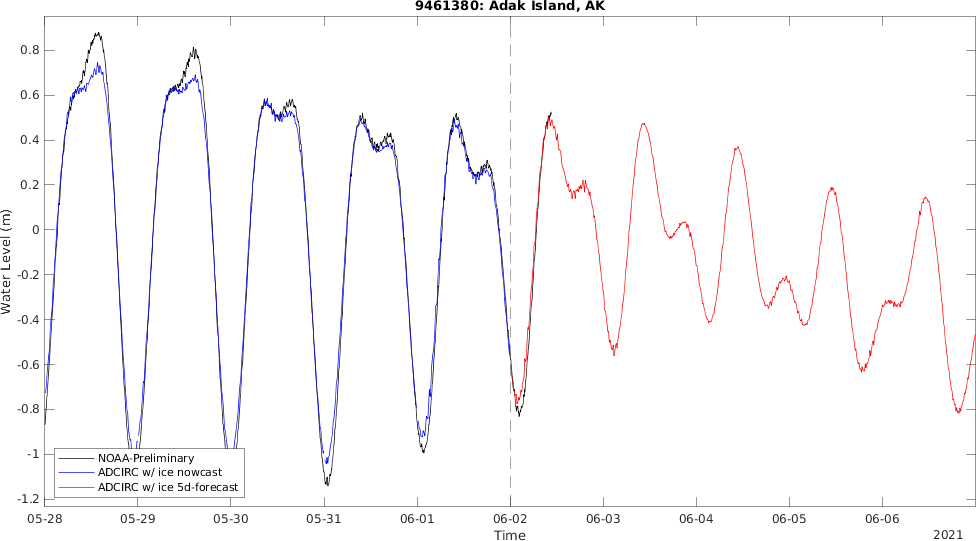 9461380: Adak Island, AK
0.8
0.6
0.4
0.2
0
-0.2
-0.4
-0.6
-0.8
-1
-1.2
Water Level (m)
NOAA-Preliminary
ADCIRC w/ ice nowcast
ADCIRC w/ ice 5d-forecast
05-28 05-29 05-30 05-31 06-01 06-02 06-03 06-04 06-05 06-06
Time
2021